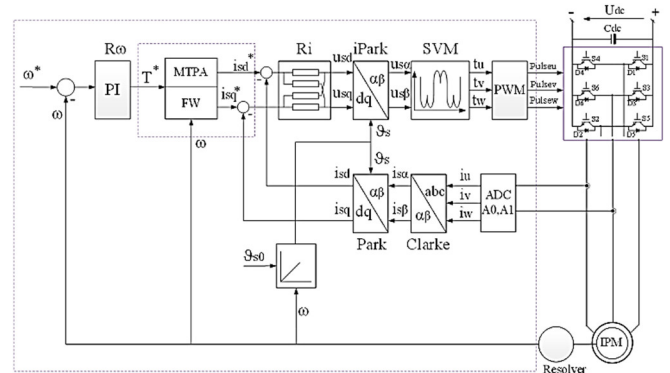 - Udc +
Cdc
Rω Ri iPark SVM
ω* PI T* MTPA FW isd* isq* usd usq αβ dq usα usβ tu tv tw PWM Pulseu Pulsev Pulsew
S4 S1
D4 D1
S6 S3
D6 D3
S2 S5
D2 D5
- ω ω - -
ϑs
ϑs
isd isq αβ dq isα isβ abc αβ iu iv iw ADC A0,A1
Park Clarke
ϑs0
ω
IPM
Resolver